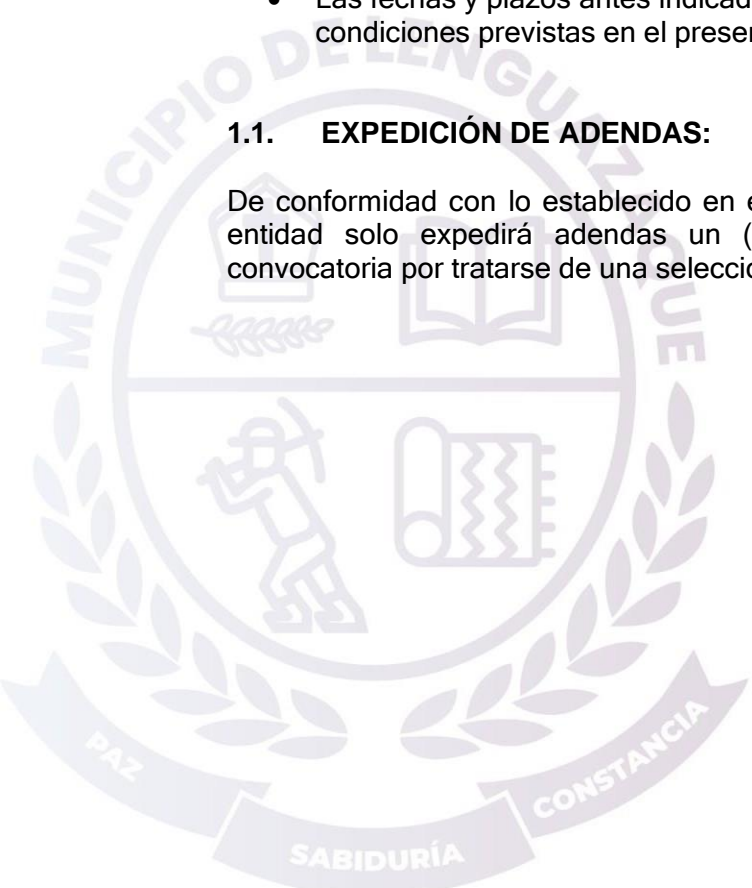 • Las fechas y plazos antes indicad
condiciones previstas en el presen
1.1. EXPEDICIÓN DE ADENDAS:
De conformidad con lo establecido en e
entidad solo expedirá adendas un (
convocatoria por tratarse de una selecci
MUNICIPIO DE LENGUAZAQUE
PAZ
SABIDURÍA
CONSTANCIA